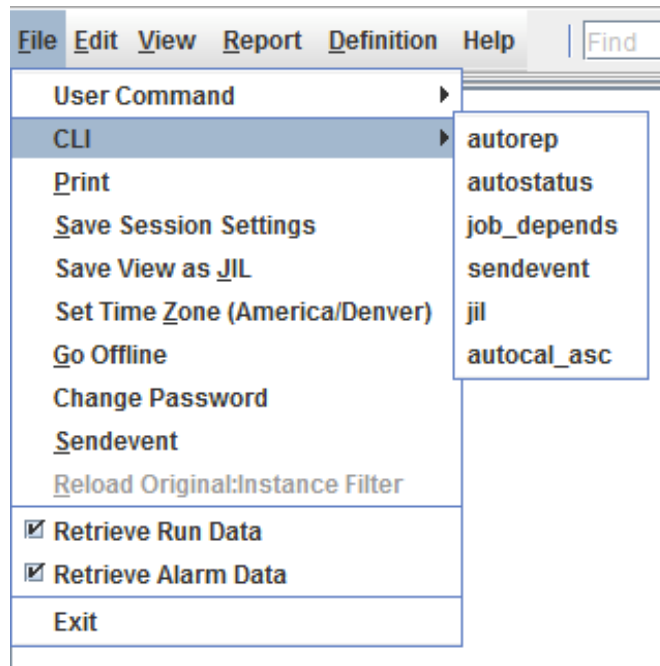 File Edit View Report Definition Help Find
User Command
CLI
autorep
Print
autostatus
Save Session Settings
job_depends
Save View as JIL
sendevent
Set Time Zone (America/Denver)
jil
Go Offline
autocal_asc
Change Password
Sendevent
Reload Original:Instance Filter
Retrieve Run Data
Retrieve Alarm Data
Exit